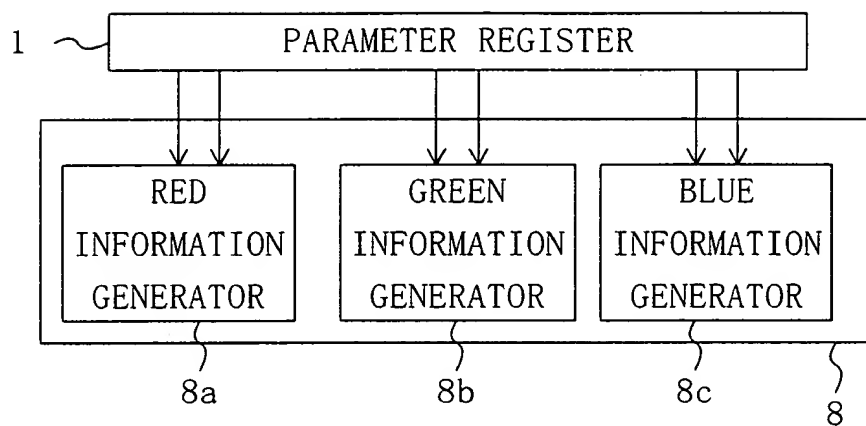 1
PARAMETER REGISTER
RED
INFORMATION
GENERATOR
GREEN
INFORMATION
GENERATOR
BLUE
INFORMATION
GENERATOR
8a
8b
8c
8